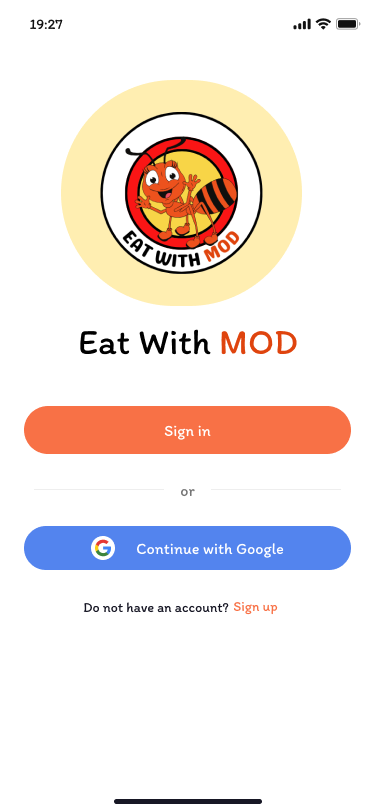 19:27
EAT WITH MOD
Eat With MOD
Sign in
or
Continue with Google
Do not have an account? Sign up